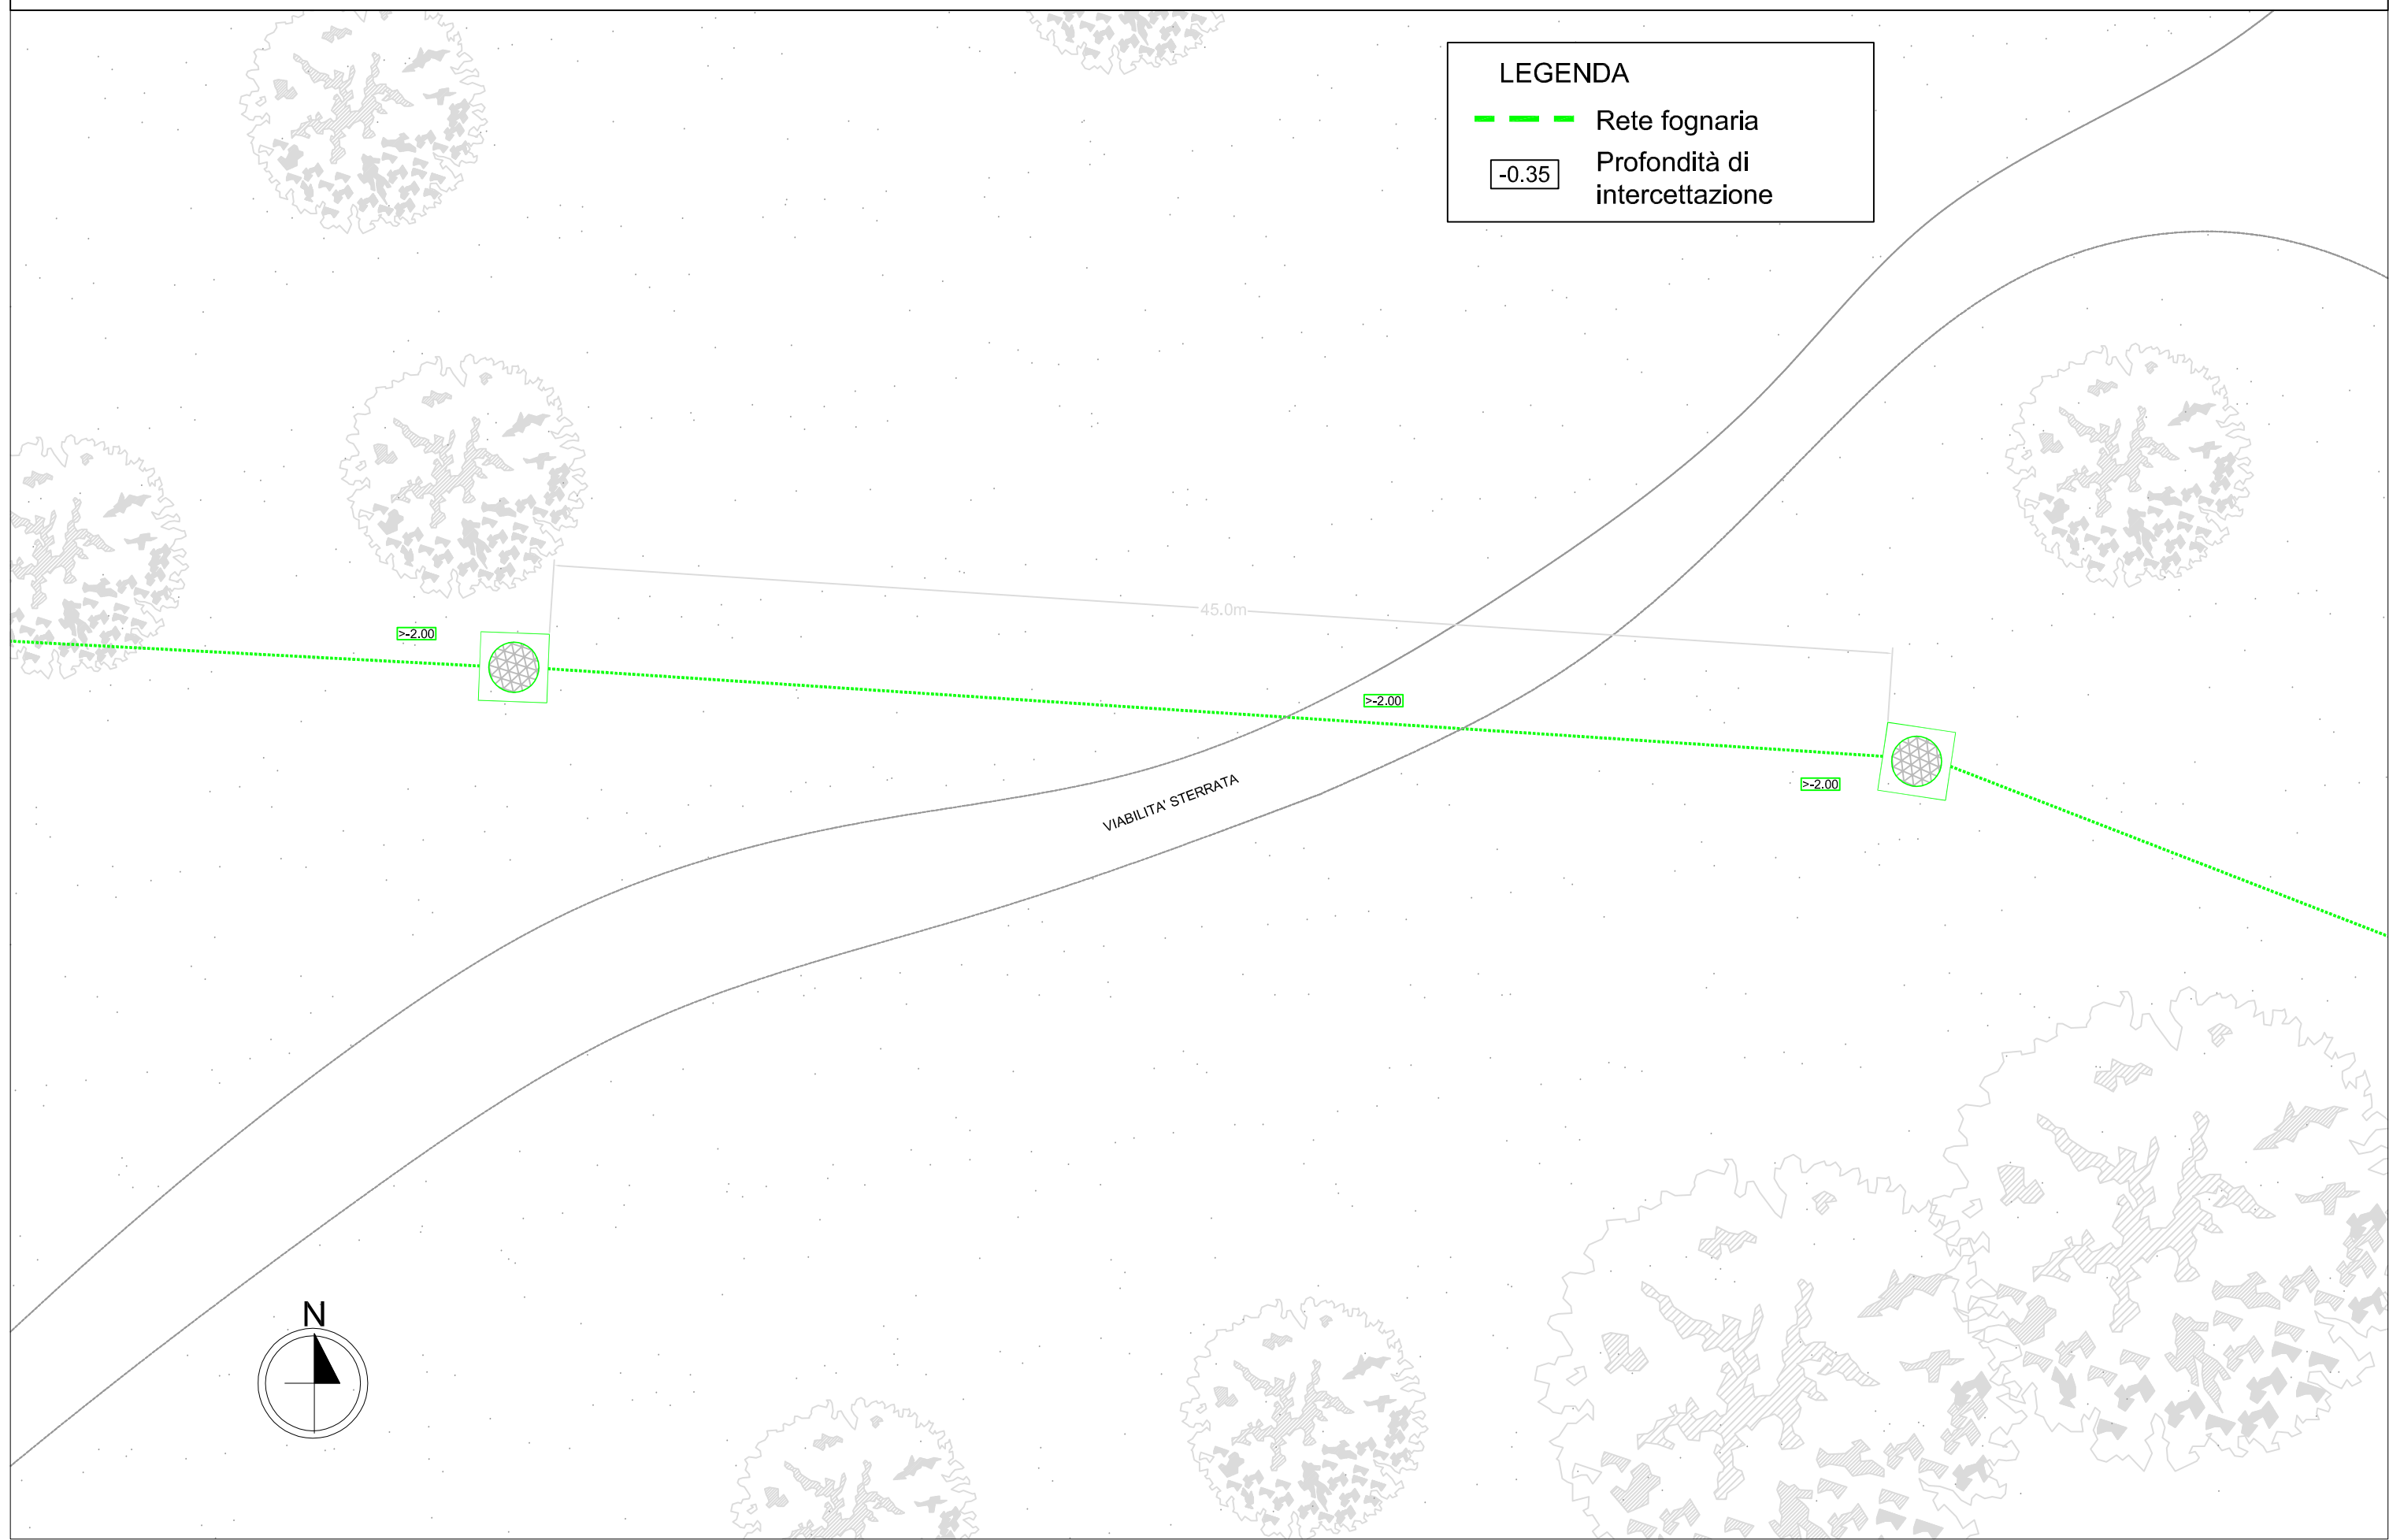 LEGENDA
Rete fognaria
-0.35
Profondità di
intercettazione
45.0m
>-2.00
>-2.00
>-2.00
VIABILITA' STERRATA
N